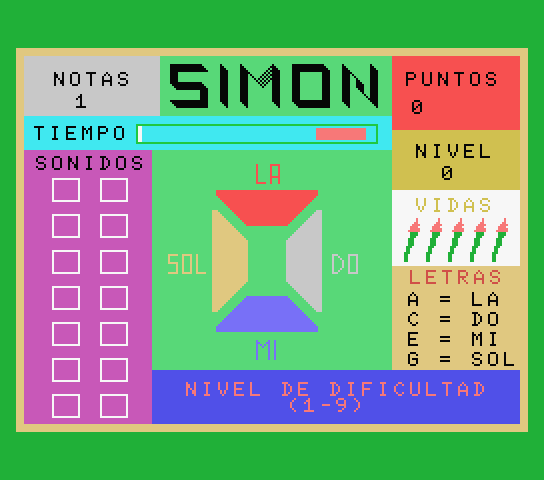 NOTAS
1
SIMON
PUNTOS
0
TIEMPO
NIVEL
0
SONIDOS
VIDAS
LA
SOL
DO
MI
LETRAS
A = LA
C = DO
E = MI
G = SOL
NIVEL DE DIFICULTAD
(1-9)